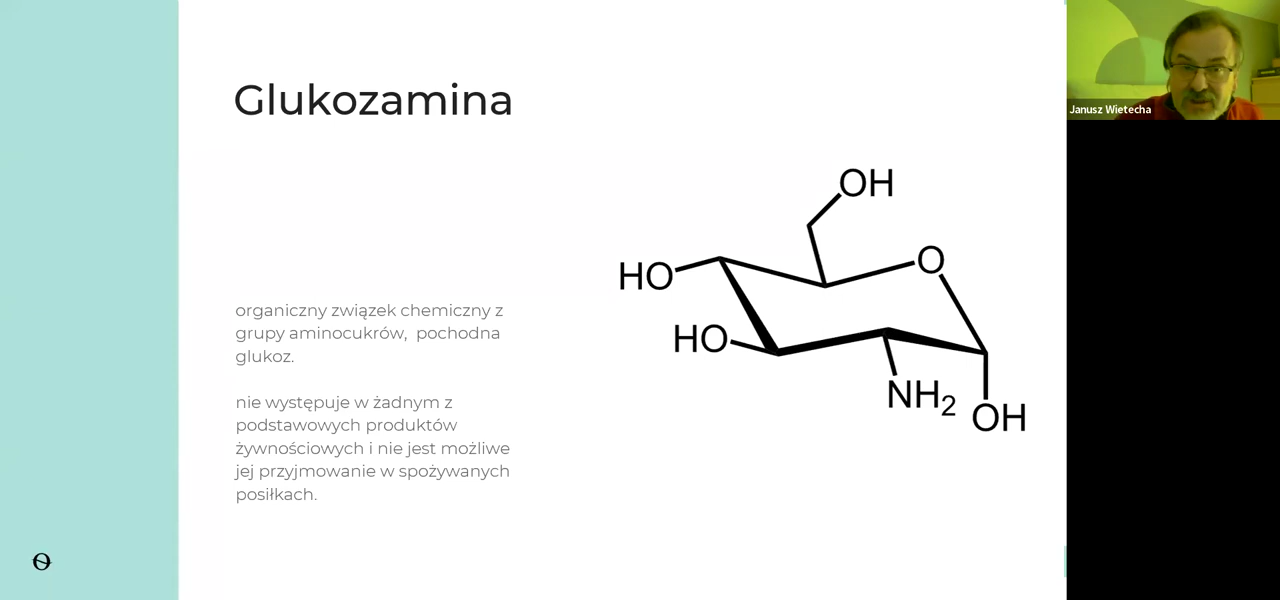 Glukozamina
Janusz Wietecha
organiczny związek chemiczny z
grupy aminocukrów, pochodna
glukoz.
nie występuje w żadnym z
podstawowych produktów
żywnościowych i nie jest możliwe
jej przyjmowanie w spożywanych
posiłkach.
OH
O
HO
HO
NH2
OH